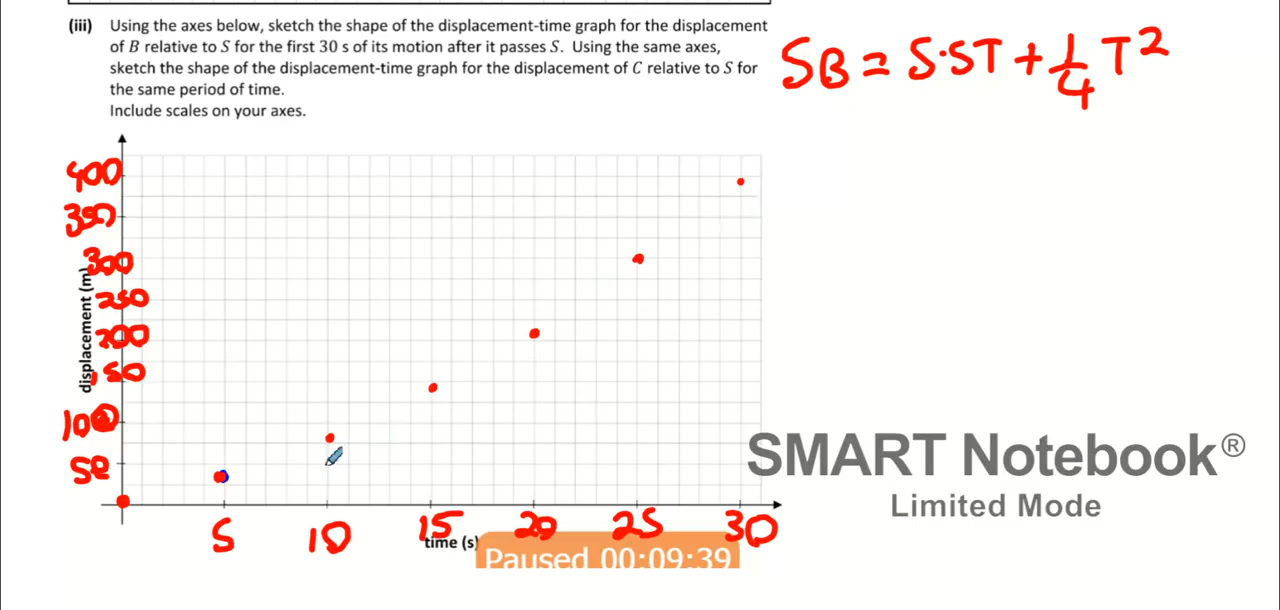 (iii) Using the axes below, sketch the shape of the displacement-time graph for the displacement
of B relative to S for the first 30 s of its motion after it passes S. Using the same axes,
sketch the shape of the displacement-time graph for the displacement of C relative to S for
the same period of time.
Include scales on your axes.
SB = 5.5T + 1/4 T²
400
350
300
250
200
150
100
50
displacement (m)
5 10 15 20 25 30
time (s)
Paused 00:09:39
SMART Notebook®
Limited Mode